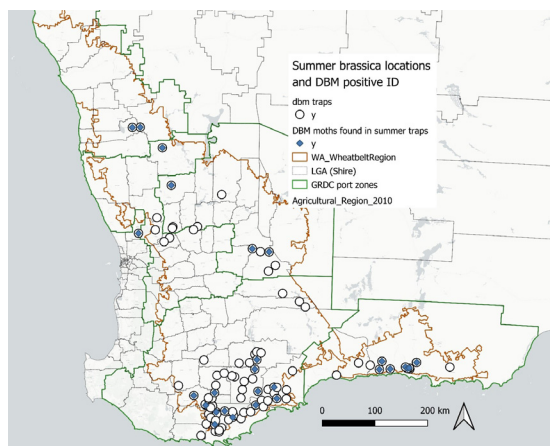 Summer brassica locations
and DBM positive ID
dbm traps
y
DBM moths found in summer traps
y
WA_WheatbeltRegion
LGA (Shire)
GRDC port zones
Agricultural_Region_2010
0 100 200 km